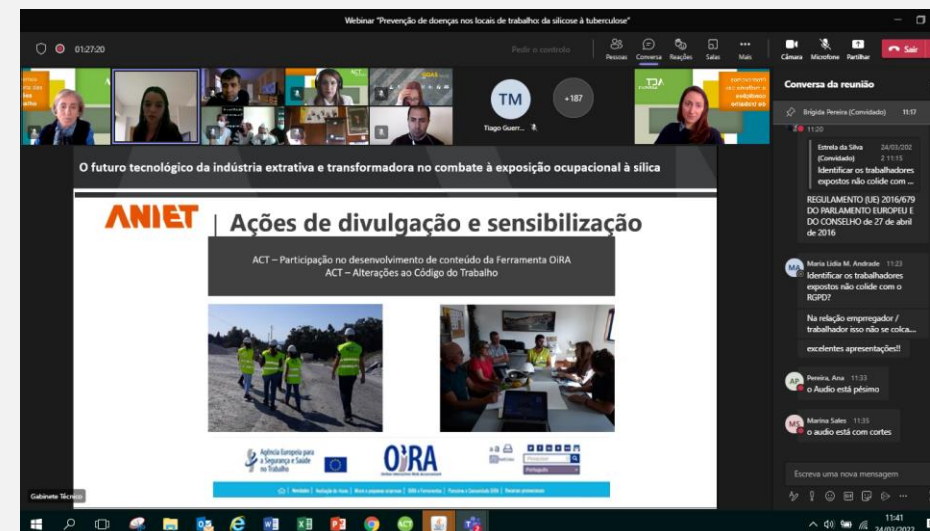 Webinar "Prevenção de doenças nos locais de trabalho: da silicose à tuberculose"
01:27:20
Pedir o controlo
Pessoas
Conversa
Reações
Salas
Mais
Câmara
Microfone
Partilhar
Sair
TM
Tiago Guerr...
+187
Conversa da reunião
Brígida Pereira (Convidado) 11:17
11:20
Estrela da Silva (Convidado) 24/03/202 2 11:15
Identificar os trabalhadores
expostos não colide com ...
REGULAMENTO (UE) 2016/679
DO PARLAMENTO EUROPEU E
DO CONSELHO de 27 de abril
de 2016
MA
Maria Lídia M. Andrade 11:23
Identificar os trabalhadores
expostos não colide com o
RGPD?
Na relação emprregador /
trabalhador isso não se colca...
excelentes apresentações!!
AP
Pereira, Ana 11:33
o Audio está péssimo
MS
Marina Sales 11:35
o audio está com cortes
Escreva uma nova mensagem
O futuro tecnológico da indústria extrativa e transformadora no combate à exposição ocupacional à sílica
ANIET | Ações de divulgação e sensibilização
ACT – Participação no desenvolvimento de conteúdo da Ferramenta OiRA
ACT – Alterações ao Código do Trabalho
Agência Europeia para
a Segurança e Saúde
no Trabalho
OiRA
Português
Gabinete Técnico
11:41
24/03/2022